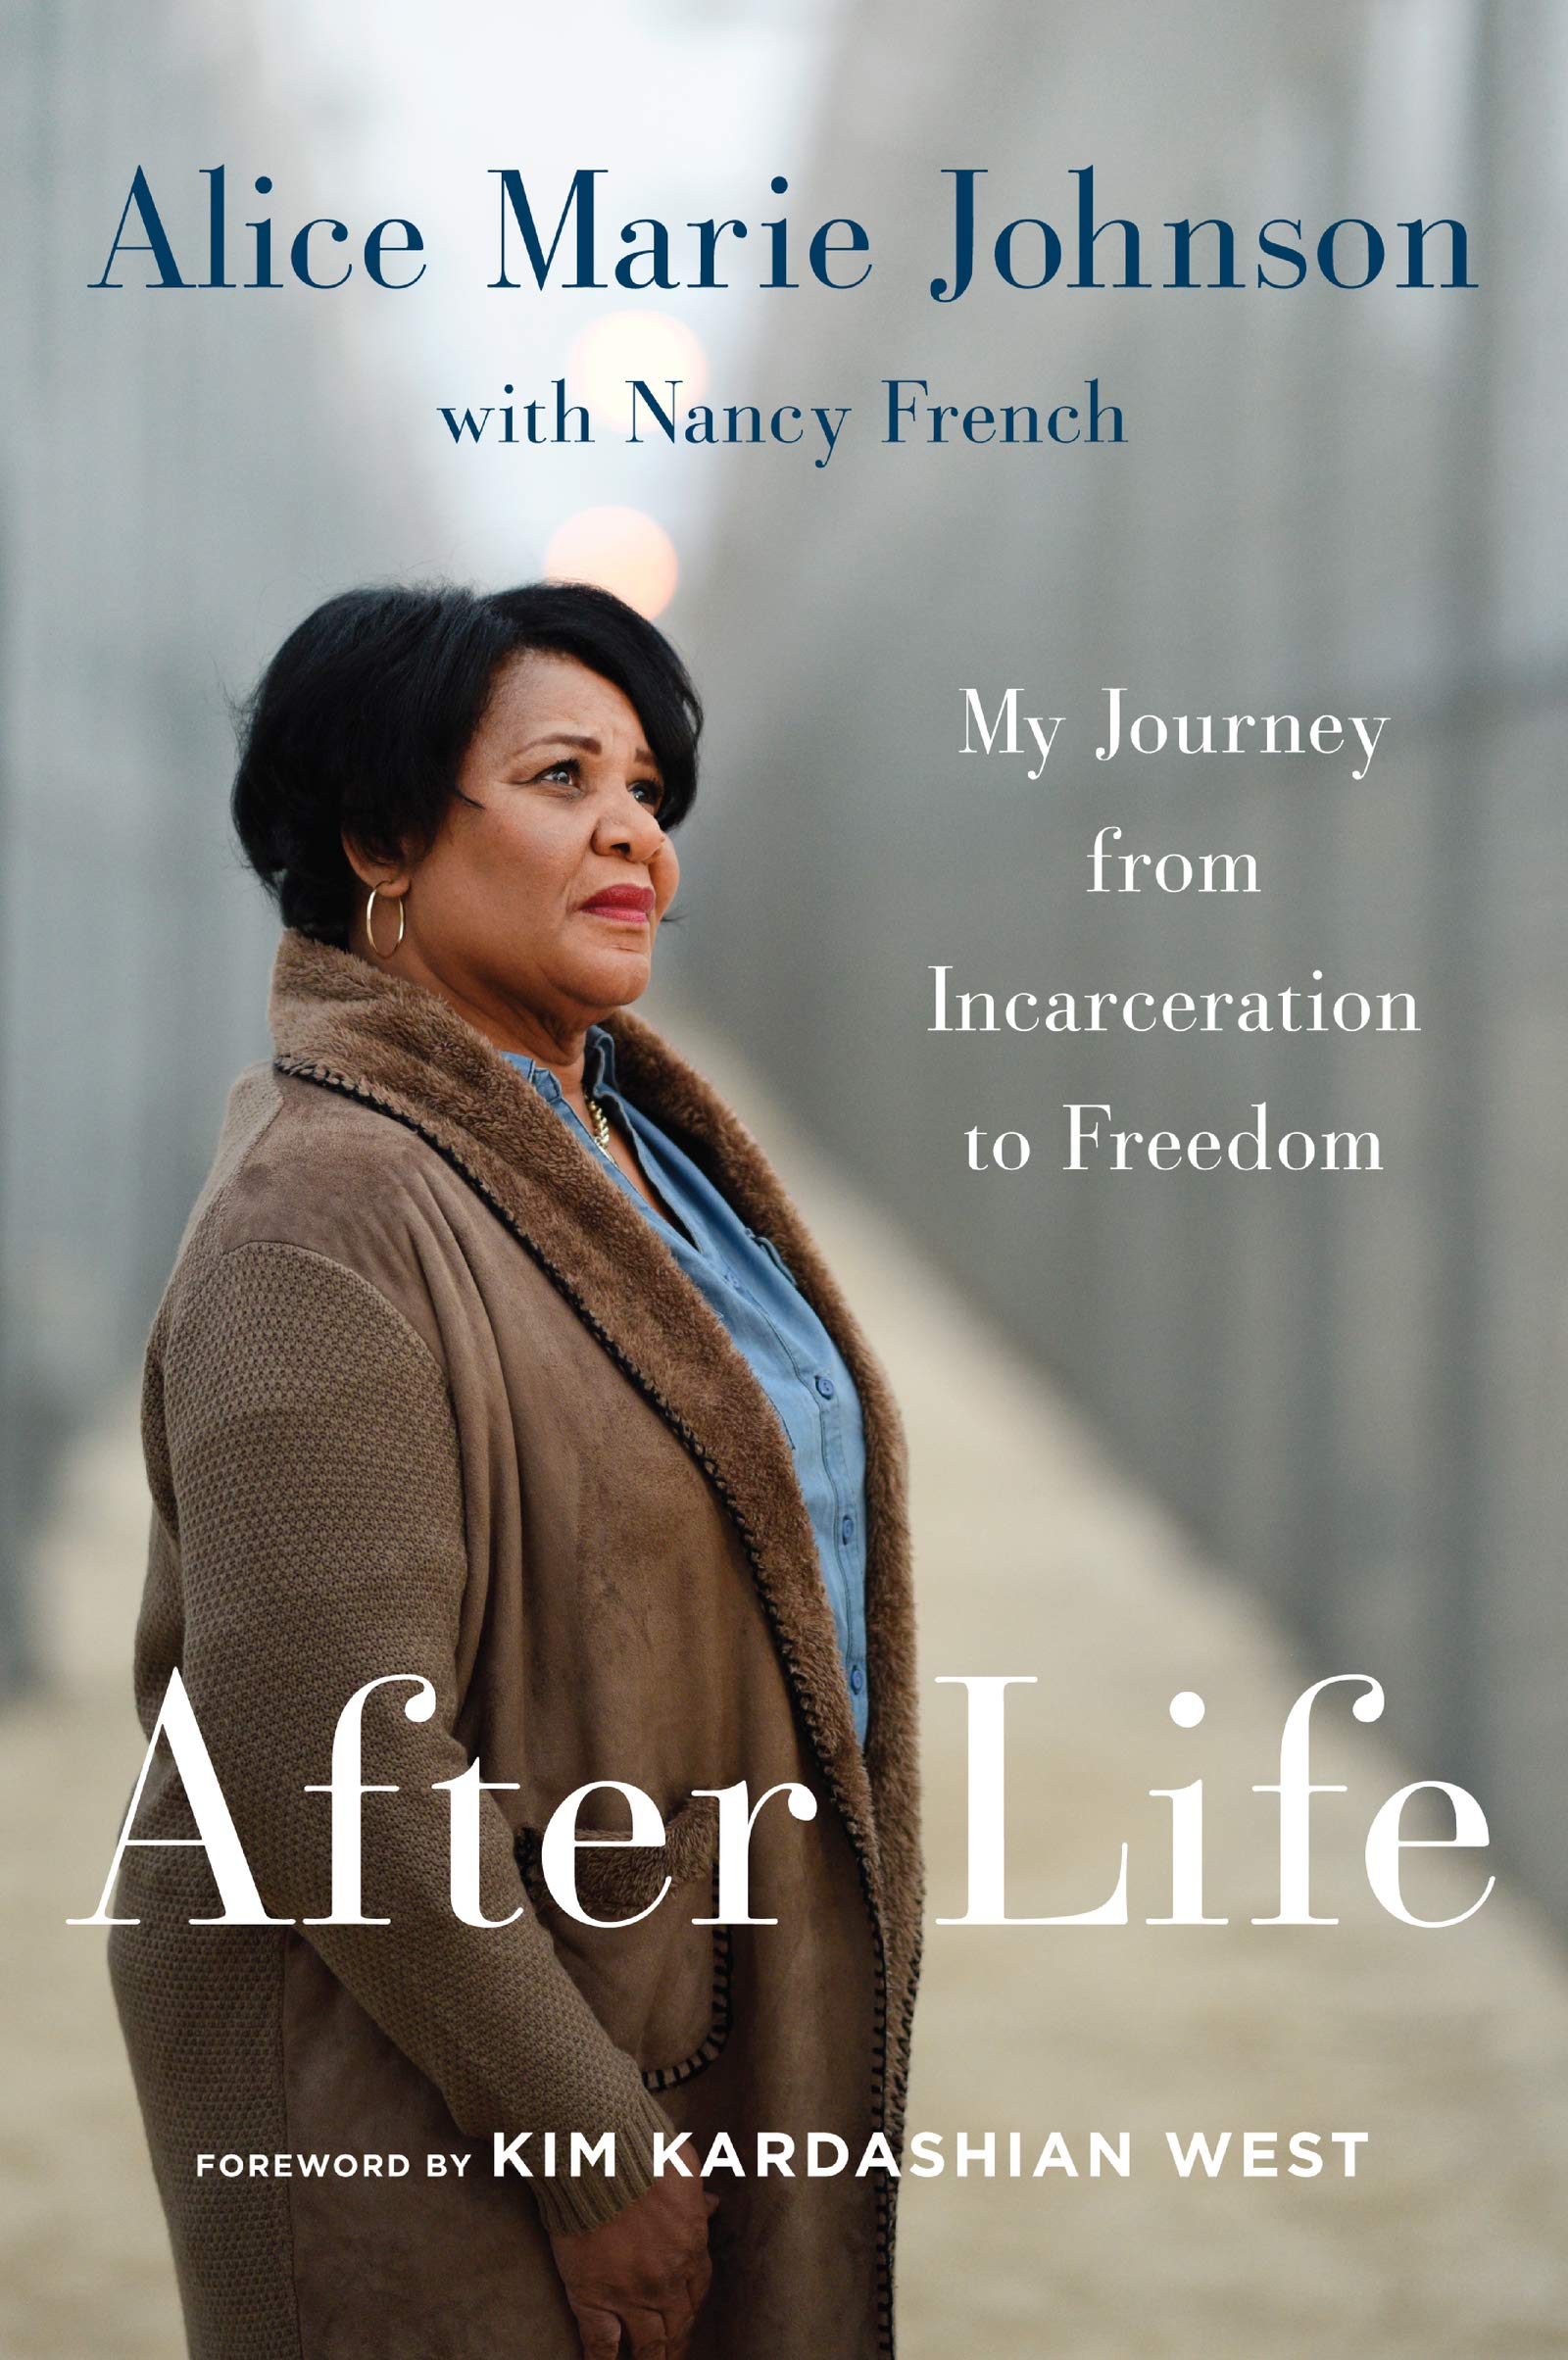 Alice Marie Johnson
with Nancy French
My Journey
from
Incarceration
to Freedom
After Life
FOREWORD BY KIM KARDASHIAN WEST